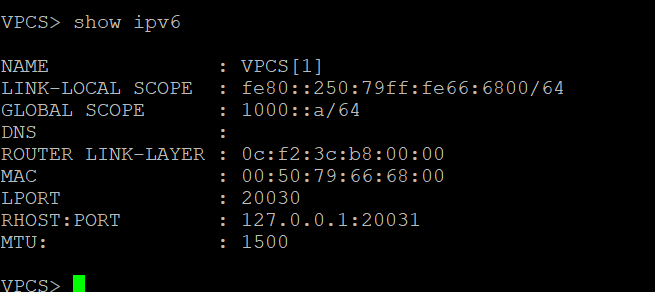 VPCS> show ipv6
NAME : VPCS[1]
LINK-LOCAL SCOPE : fe80::250:79ff:fe66:6800/64
GLOBAL SCOPE : 1000::a/64
DNS :
ROUTER LINK-LAYER : 0c:f2:3c:b8:00:00
MAC : 00:50:79:66:68:00
LPORT : 20030
RHOST:PORT : 127.0.0.1:20031
MTU: : 1500
VPCS>